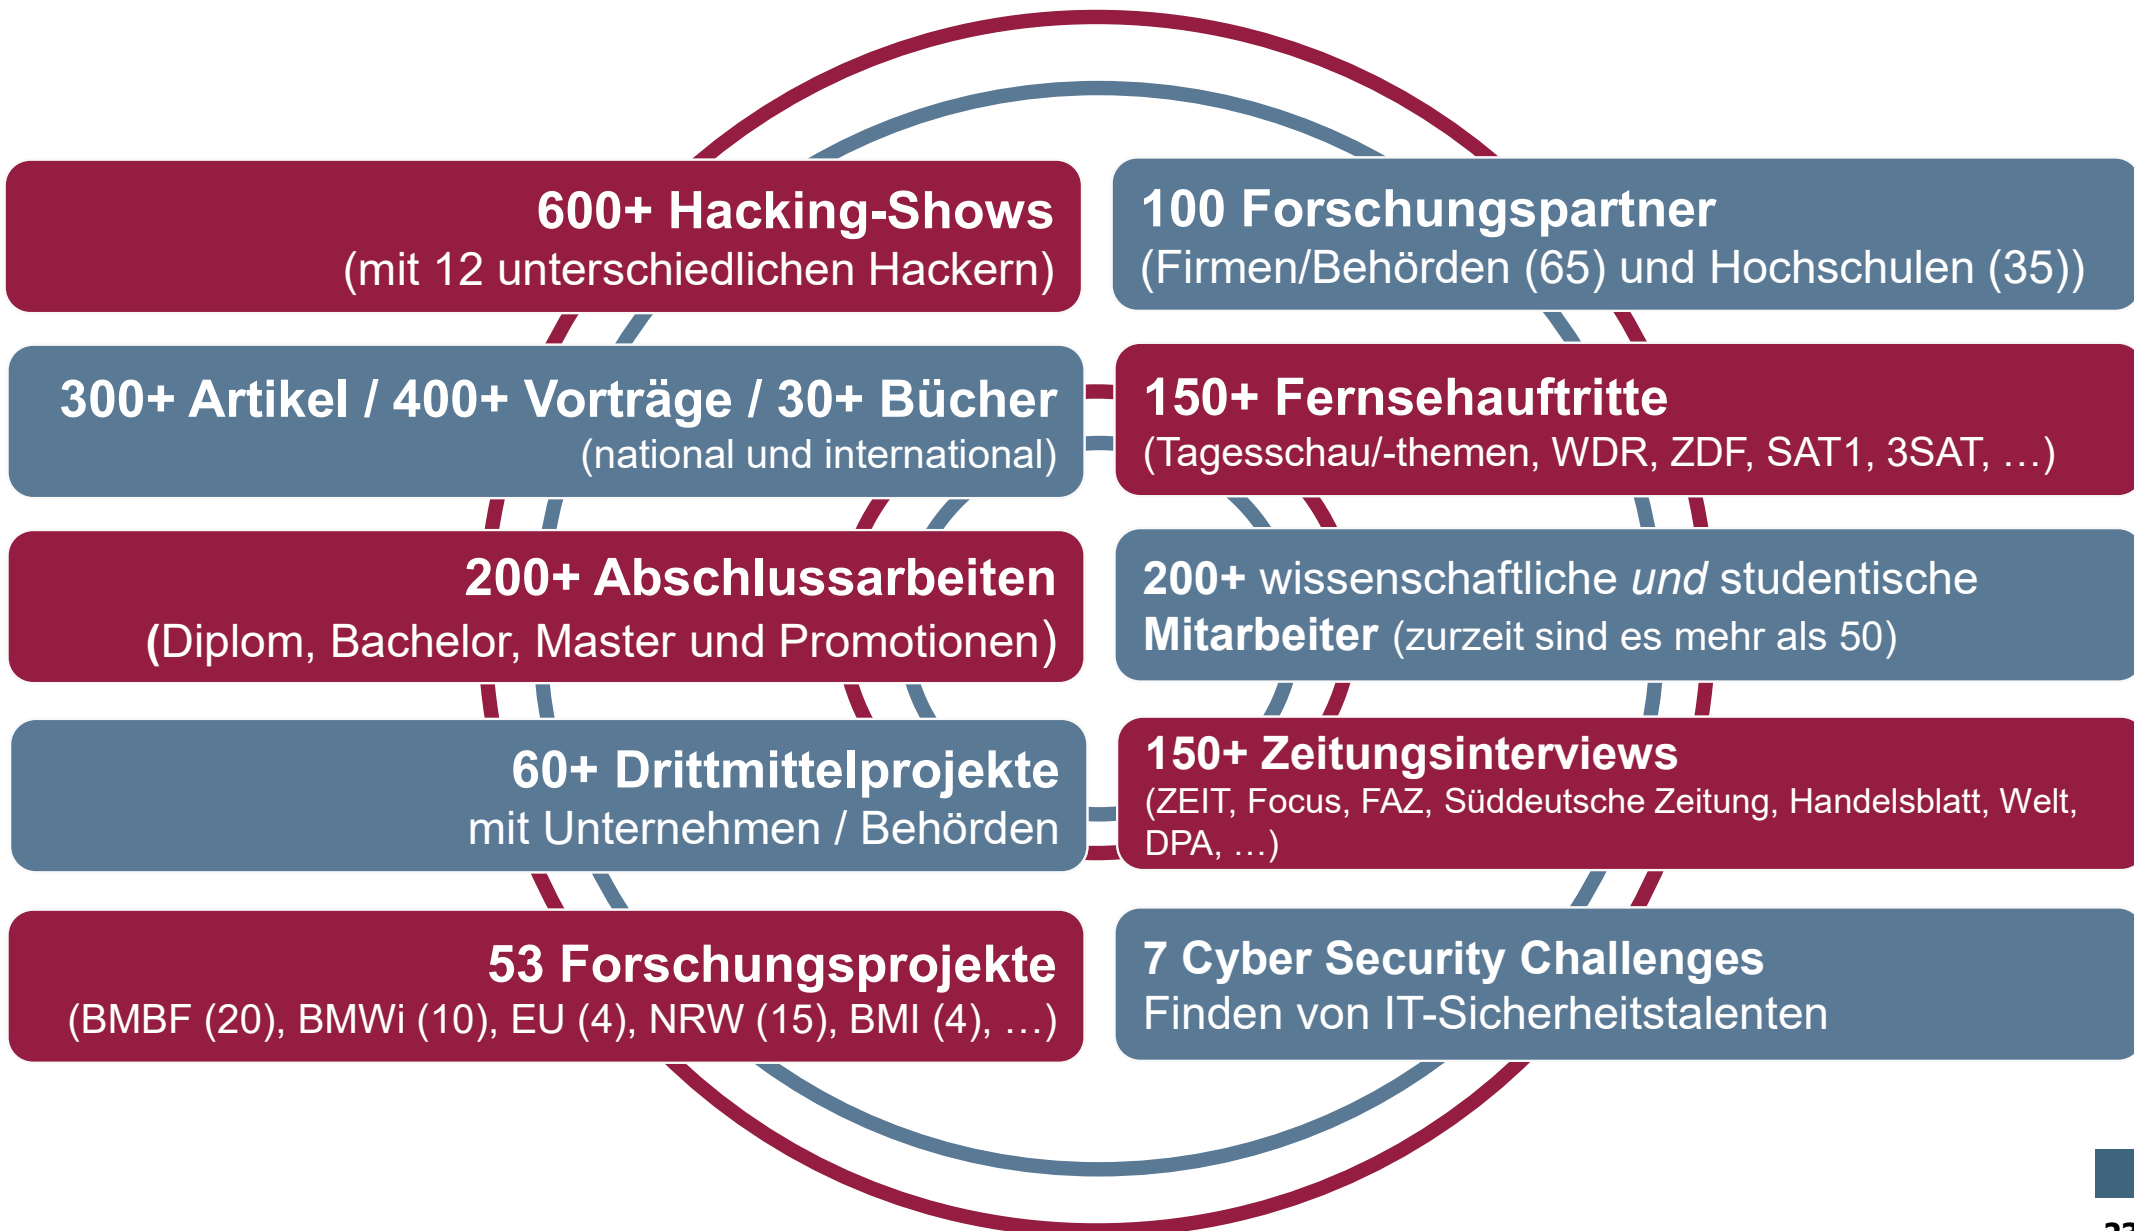 600+ Hacking-Shows
(mit 12 unterschiedlichen Hackern)
300+ Artikel / 400+ Vorträge / 30+ Bücher
(national und international)
200+ Abschlussarbeiten
(Diplom, Bachelor, Master und Promotionen)
60+ Drittmittelprojekte
mit Unternehmen / Behörden
53 Forschungsprojekte
(BMBF (20), BMWi (10), EU (4), NRW (15), BMI (4), …)
100 Forschungspartner
(Firmen/Behörden (65) und Hochschulen (35))
150+ Fernsehauftritte
(Tagesschau/-themen, WDR, ZDF, SAT1, 3SAT, …)
200+ wissenschaftliche und studentische
Mitarbeiter (zurzeit sind es mehr als 50)
150+ Zeitungsinterviews
(ZEIT, Focus, FAZ, Süddeutsche Zeitung, Handelsblatt, Welt,
DPA, …)
7 Cyber Security Challenges
Finden von IT-Sicherheitstalenten